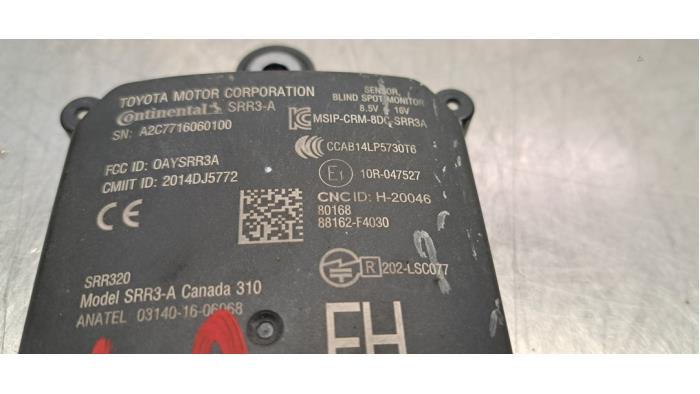 TOYOTA MOTOR CORPORATION
Continental SRR3-A
SN: A2C7716060100
FCC ID: OAYSRR3A
CMIIT ID: 2014DJ5772
CE
SRR320
Model SRR3-A Canada 310
ANATEL 03140-16-06068
SENSOR,
BLIND SPOT MONITOR
8.5V 16V
MSIP-CRM-8DC-SRR3A
CCC
CCAB14LP5730T6
E1 10R-047527
CNC ID: H-20046
80168
88162-F4030
R 202-LSC077
EH